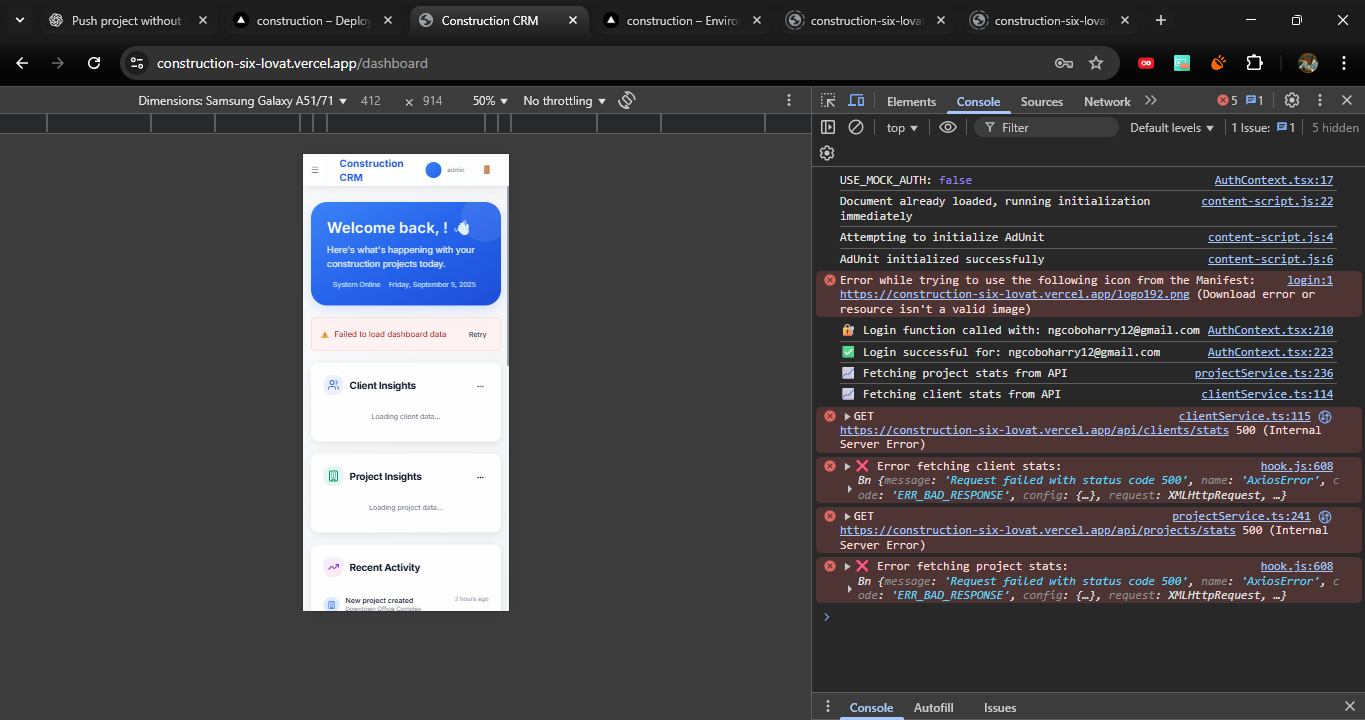 Push project without
construction – Deplo
Construction CRM
construction – Enviro
construction-six-lova
construction-six-lova
construction-six-lovat.vercel.app/dashboard
Dimensions: Samsung Galaxy A51/71 412 × 914 50% No throttling
Elements Console Sources Network 5 1
top Filter Default levels 1 Issue: 1 5 hidden
Construction
CRM
admin
Welcome back, !
Here's what's happening with your
construction projects today.
System Online Friday, September 5, 2025
Failed to load dashboard data Retry
Client Insights ...
Loading client data...
Project Insights ...
Loading project data...
Recent Activity
New project created 2 hours ago
Downtown Office Complex
USE_MOCK_AUTH: false AuthContext.tsx:17
Document already loaded, running initialization content-script.js:22
immediately
Attempting to initialize AdUnit content-script.js:4
AdUnit initialized successfully content-script.js:6
Error while trying to use the following icon from the Manifest: login:1
https://construction-six-lovat.vercel.app/logo192.png (Download error or
resource isn't a valid image)
🔐 Login function called with: ngcoboharry12@gmail.com AuthContext.tsx:210
✅ Login successful for: ngcoboharry12@gmail.com AuthContext.tsx:223
📈 Fetching project stats from API projectService.ts:236
📈 Fetching client stats from API clientService.ts:114
GET clientService.ts:115
https://construction-six-lovat.vercel.app/api/clients/stats 500 (Internal
Server Error)
❌ Error fetching client stats: hook.js:608
Bn {message: 'Request failed with status code 500', name: 'AxiosError', c
ode: 'ERR_BAD_RESPONSE', config: {…}, request: XMLHttpRequest, …}
GET projectService.ts:241
https://construction-six-lovat.vercel.app/api/projects/stats 500 (Internal
Server Error)
❌ Error fetching project stats: hook.js:608
Bn {message: 'Request failed with status code 500', name: 'AxiosError', c
ode: 'ERR_BAD_RESPONSE', config: {…}, request: XMLHttpRequest, …}
Console Autofill Issues